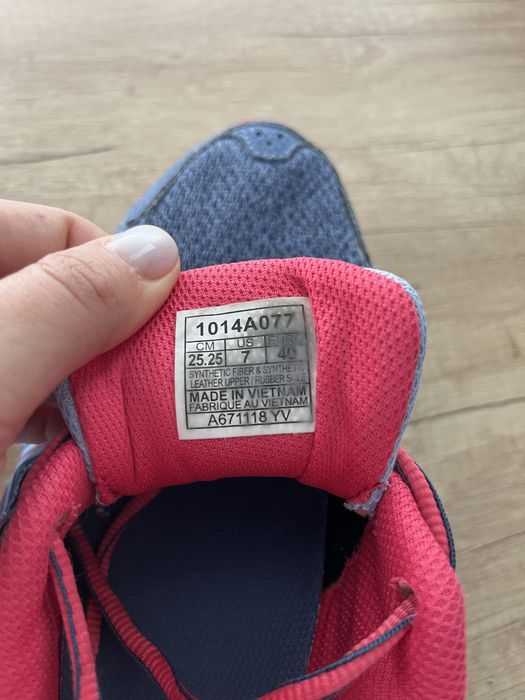 1014A077
CM US EUR
25.25 7 40
SYNTHETIC FIBER & SYNTHETIC
LEATHER UPPER / RUBBER SOLE
MADE IN VIETNAM
FABRIQUE AU VIETNAM
A671118 YV